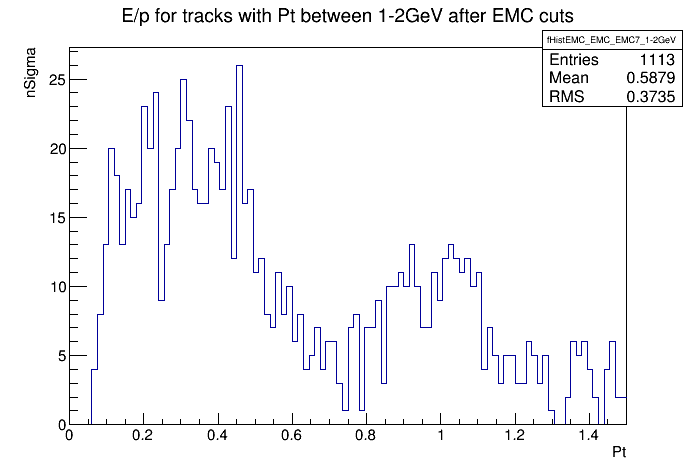 E/p for tracks with Pt between 1-2GeV after EMC cuts
fHistEMC_EMC_EMC7_1-2GeV
Entries 1113
Mean 0.5879
RMS 0.3735
nSigma
25
20
15
10
5
0
0 0.2 0.4 0.6 0.8 1 1.2 1.4
Pt